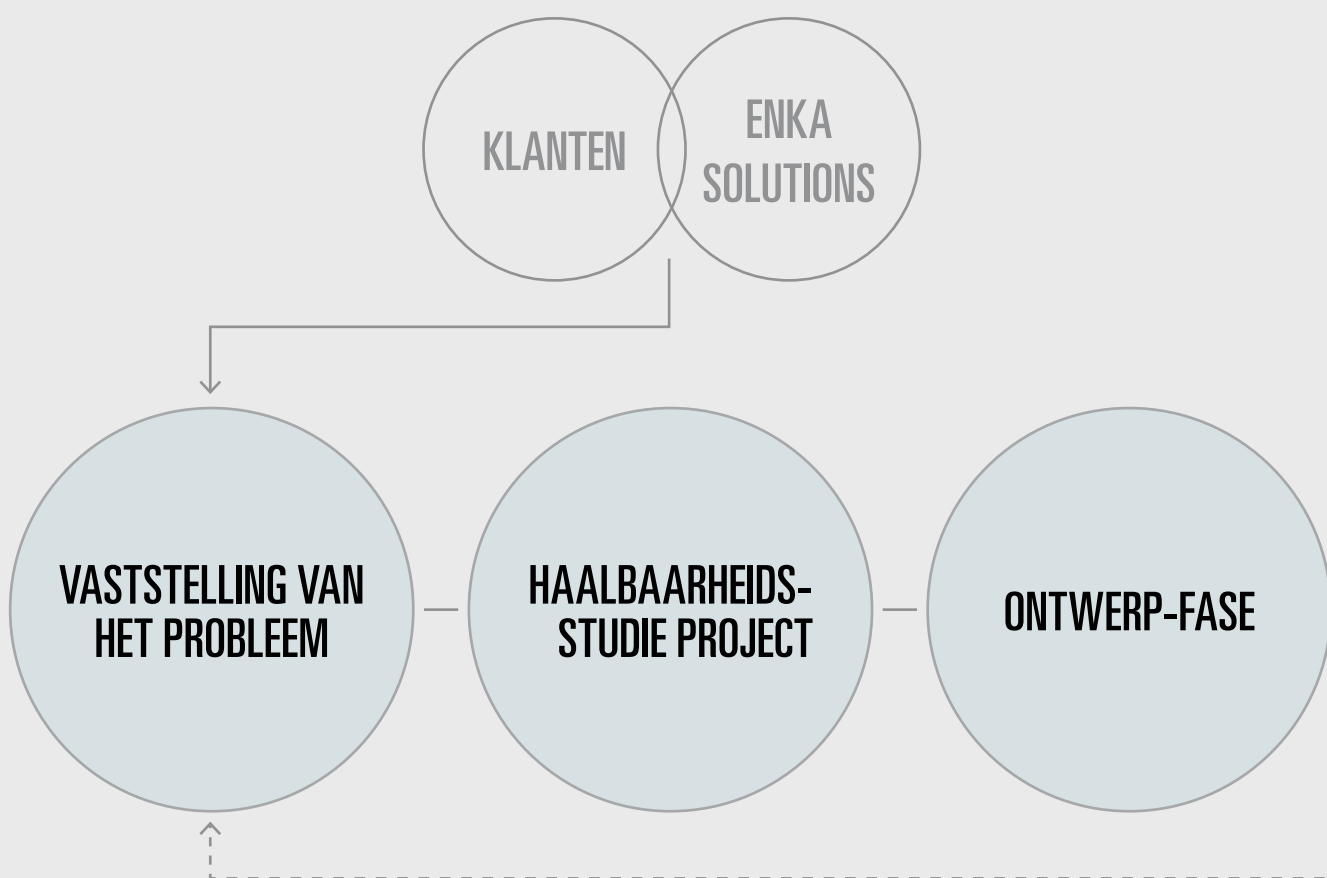 KLANTEN
ENKA
SOLUTIONS
VASTSTELLING VAN
HET PROBLEEM
HAALBAARHEIDS-
STUDIE PROJECT
ONTWERP-FASE